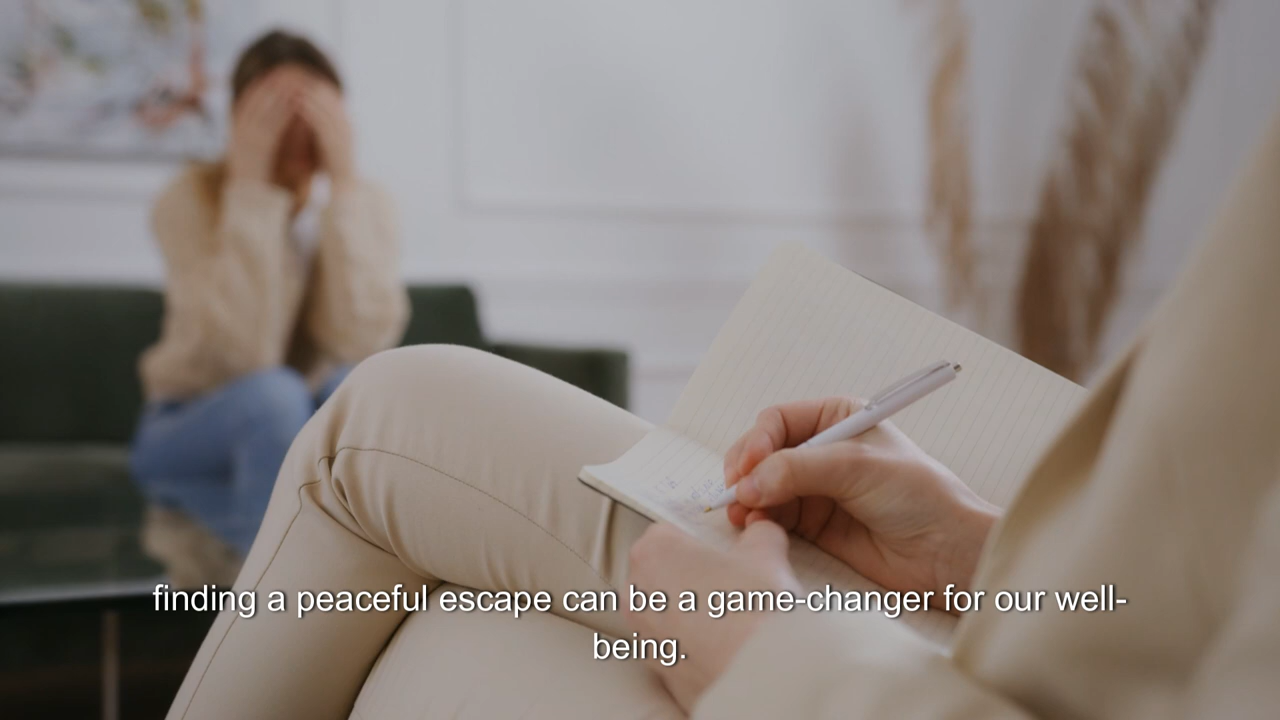 finding a peaceful escape can be a game-changer for our well-
being.